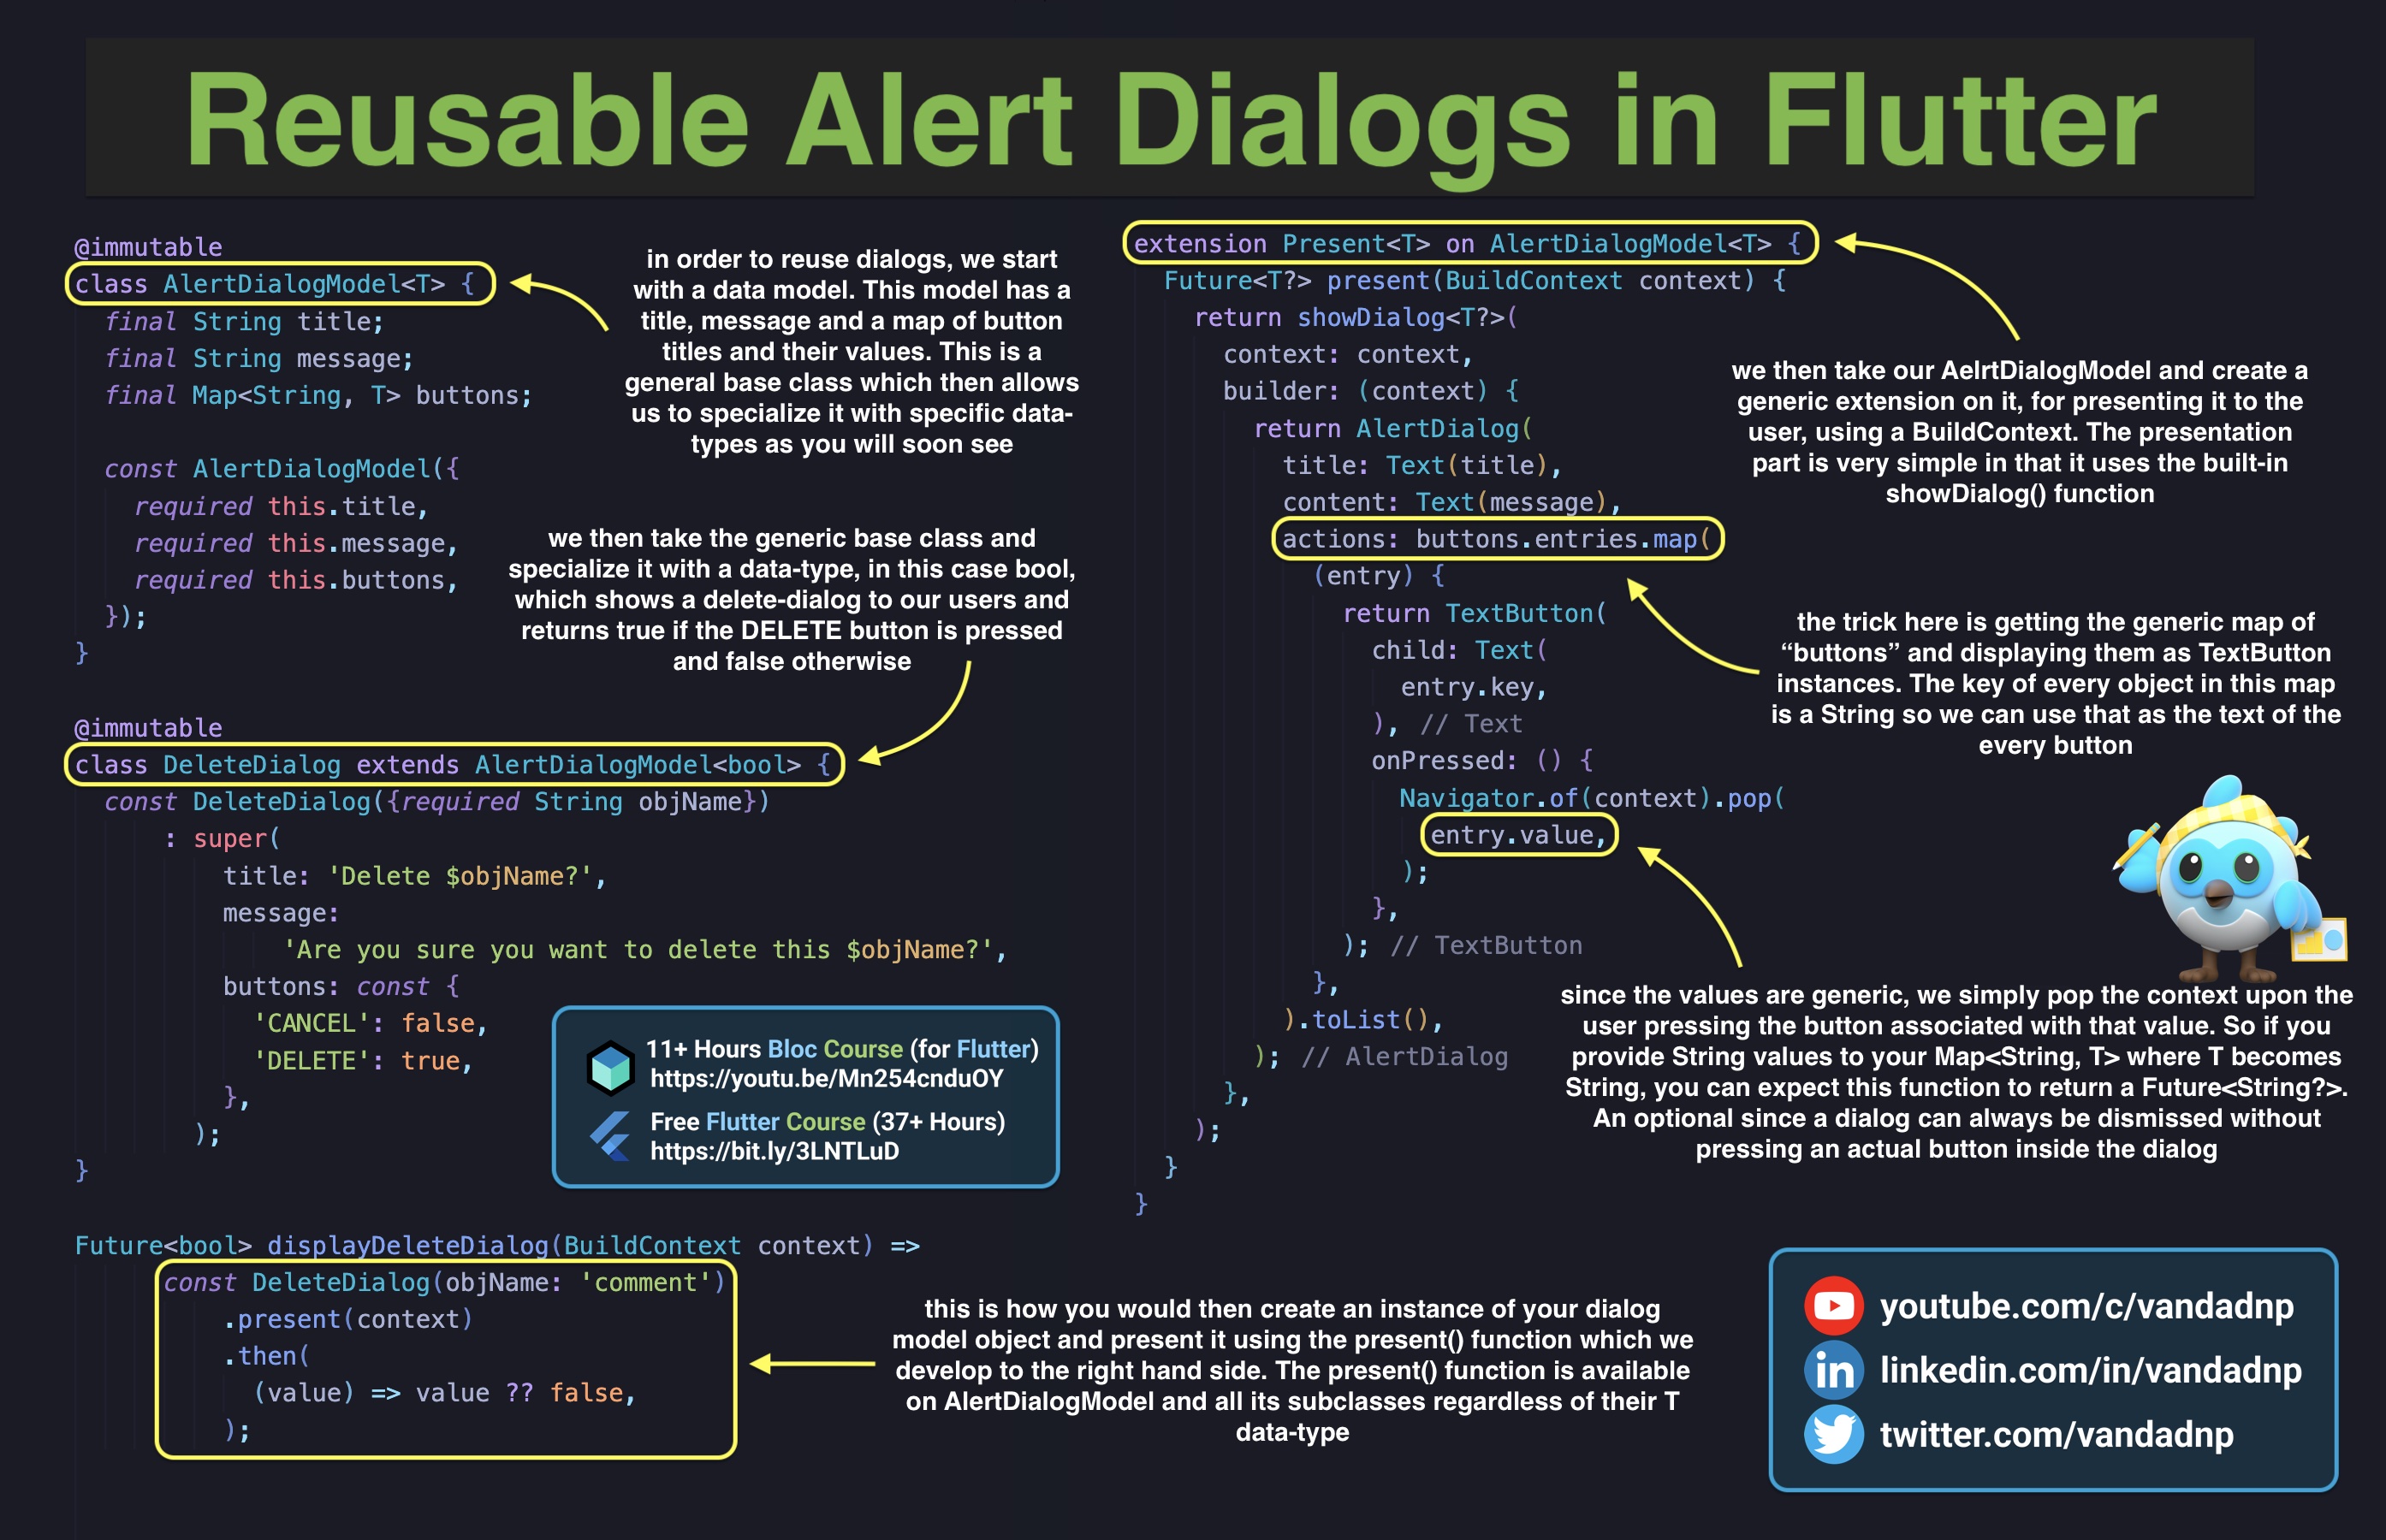 Reusable Alert Dialogs in Flutter
@immutable
class AlertDialogModel<T> {
  final String title;
  final String message;
  final Map<String, T> buttons;

  const AlertDialogModel({
    required this.title,
    required this.message,
    required this.buttons,
  });
}
in order to reuse dialogs, we start
with a data model. This model has a
title, message and a map of button
titles and their values. This is a
general base class which then allows
us to specialize it with specific data-
types as you will soon see
we then take the generic base class and
specialize it with a data-type, in this case bool,
which shows a delete-dialog to our users and
returns true if the DELETE button is pressed
and false otherwise
@immutable
class DeleteDialog extends AlertDialogModel<bool> {
  const DeleteDialog({required String objName})
      : super(
          title: 'Delete $objName?',
          message:
              'Are you sure you want to delete this $objName?',
          buttons: const {
            'CANCEL': false,
            'DELETE': true,
          },
        );
}
11+ Hours Bloc Course (for Flutter)
https://youtu.be/Mn254cnduOY
Free Flutter Course (37+ Hours)
https://bit.ly/3LNTLuD
Future<bool> displayDeleteDialog(BuildContext context) =>
      const DeleteDialog(objName: 'comment')
          .present(context)
          .then(
            (value) => value ?? false,
          );
this is how you would then create an instance of your dialog
model object and present it using the present() function which we
develop to the right hand side. The present() function is available
on AlertDialogModel and all its subclasses regardless of their T
data-type
extension Present<T> on AlertDialogModel<T> {
  Future<T?> present(BuildContext context) {
    return showDialog<T?>(
      context: context,
      builder: (context) {
        return AlertDialog(
          title: Text(title),
          content: Text(message),
          actions: buttons.entries.map(
            (entry) {
              return TextButton(
                child: Text(
                  entry.key,
                ), // Text
                onPressed: () {
                  Navigator.of(context).pop(
                    entry.value,
                  );
                },
              ); // TextButton
            },
          ).toList(),
        ); // AlertDialog
      },
    );
  }
}
we then take our AelrtDialogModel and create a
generic extension on it, for presenting it to the
user, using a BuildContext. The presentation
part is very simple in that it uses the built-in
showDialog() function
the trick here is getting the generic map of
“buttons” and displaying them as TextButton
instances. The key of every object in this map
is a String so we can use that as the text of the
every button
since the values are generic, we simply pop the context upon the
user pressing the button associated with that value. So if you
provide String values to your Map<String, T> where T becomes
String, you can expect this function to return a Future<String?>.
An optional since a dialog can always be dismissed without
pressing an actual button inside the dialog
youtube.com/c/vandadnp
linkedin.com/in/vandadnp
twitter.com/vandadnp